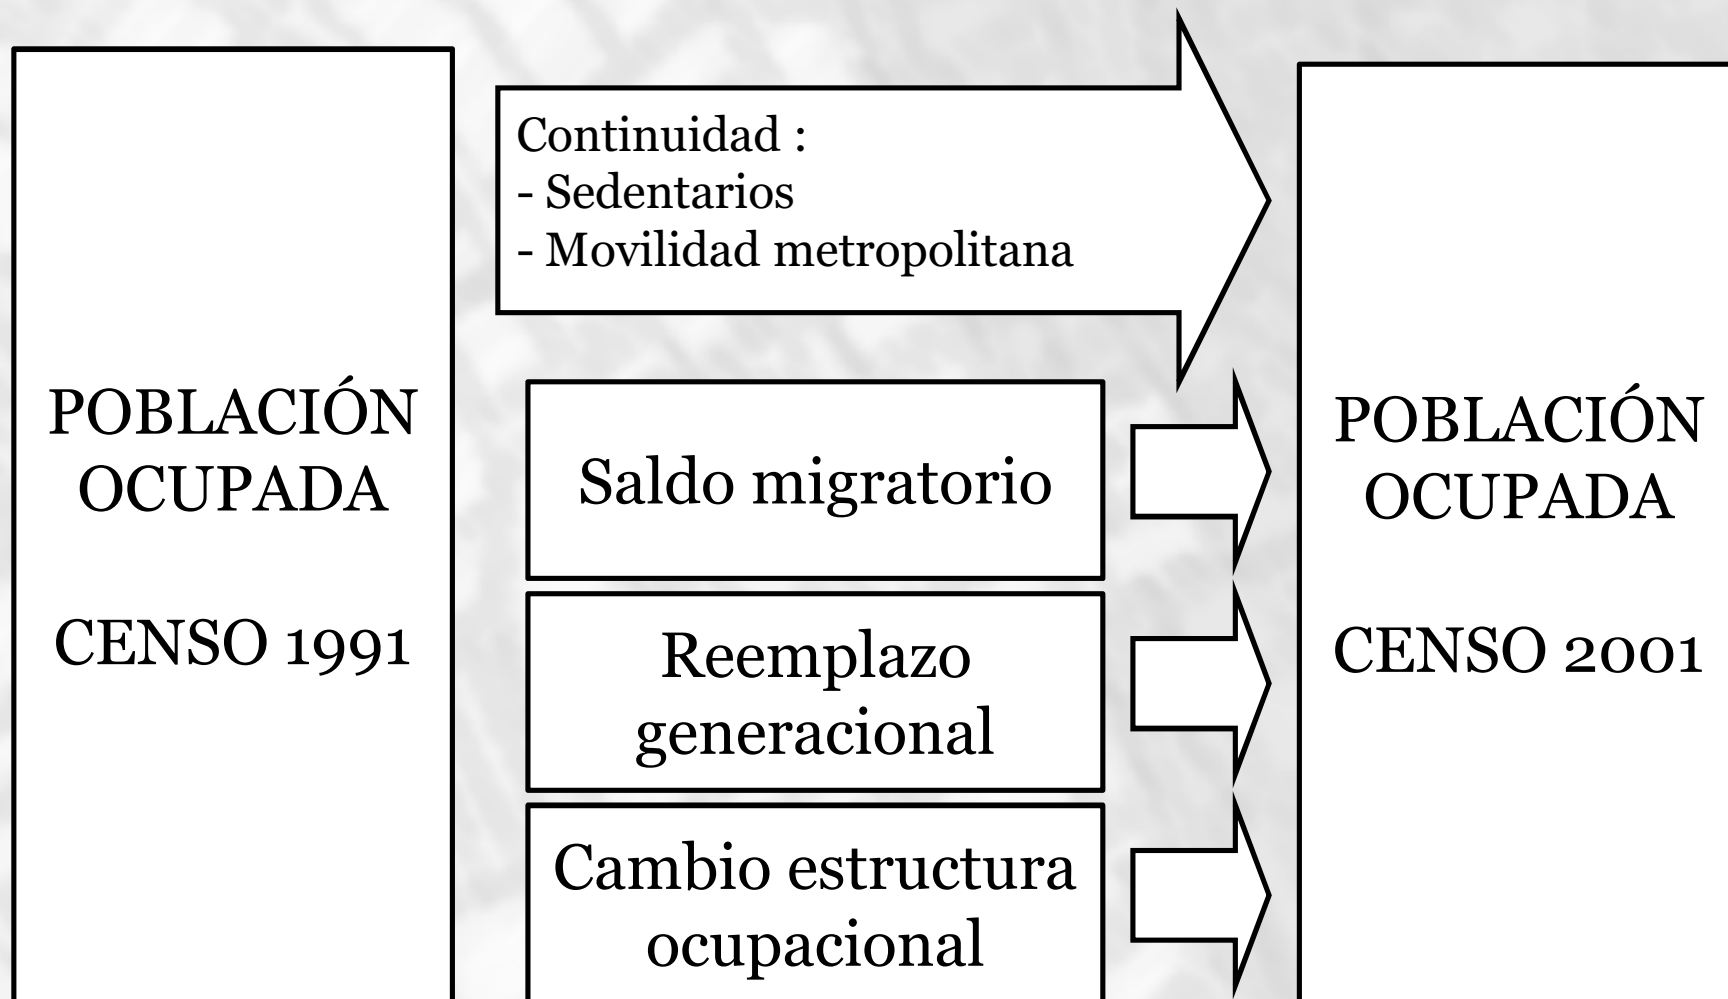 POBLACIÓN
OCUPADA
CENSO 1991
Continuidad :
- Sedentarios
- Movilidad metropolitana
Saldo migratorio
Reemplazo
generacional
Cambio estructura
ocupacional
POBLACIÓN
OCUPADA
CENSO 2001